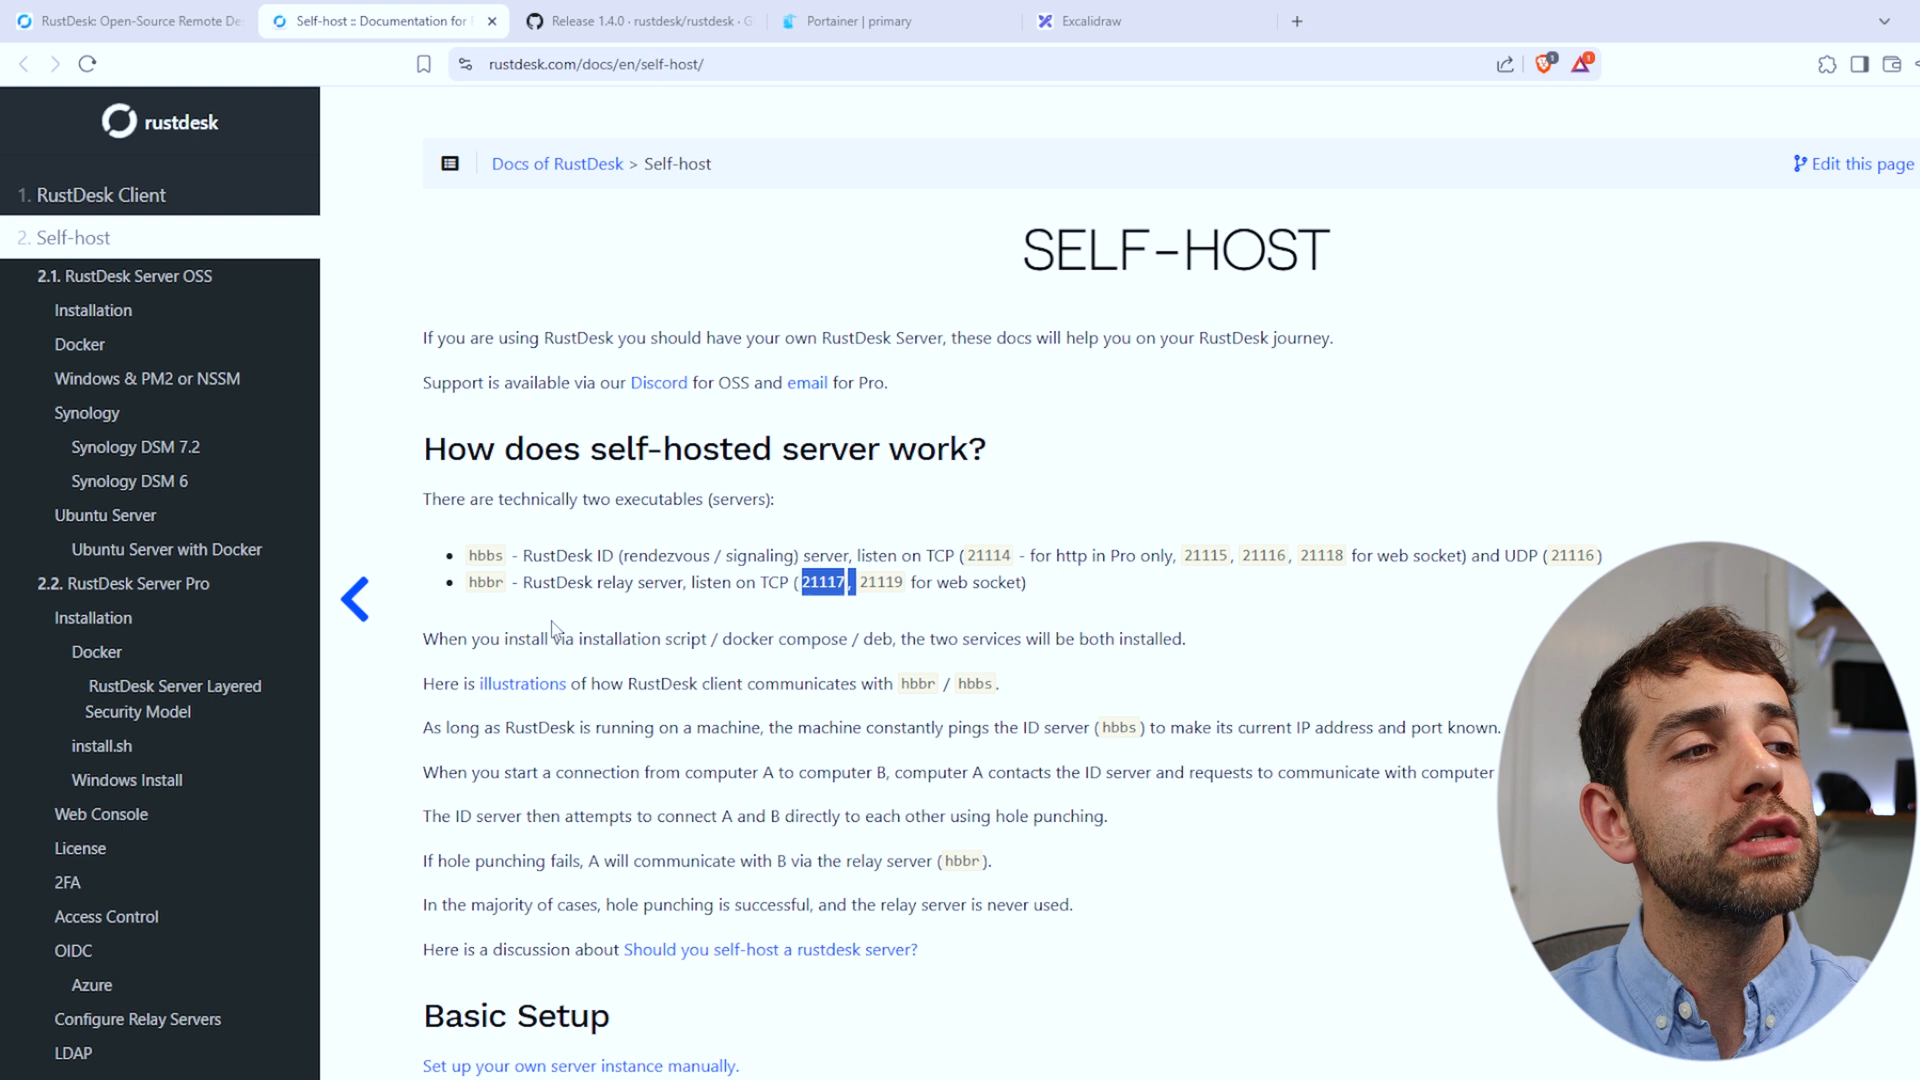 RustDesk: Open-Source Remote De
Self-host :: Documentation for
Release 1.4.0 · rustdesk/rustdesk · G
Portainer | primary
Excalidraw
rustdesk.com/docs/en/self-host/
1
1
rustdesk
Docs of RustDesk > Self-host
Edit this page
1. RustDesk Client
2. Self-host
2.1. RustDesk Server OSS
Installation
Docker
Windows & PM2 or NSSM
Synology
Synology DSM 7.2
Synology DSM 6
Ubuntu Server
Ubuntu Server with Docker
2.2. RustDesk Server Pro
Installation
Docker
RustDesk Server Layered
Security Model
install.sh
Windows Install
Web Console
License
2FA
Access Control
OIDC
Azure
Configure Relay Servers
LDAP
SELF-HOST
If you are using RustDesk you should have your own RustDesk Server, these docs will help you on your RustDesk journey.
Support is available via our Discord for OSS and email for Pro.
How does self-hosted server work?
There are technically two executables (servers):
hbbs - RustDesk ID (rendezvous / signaling) server, listen on TCP (21114 - for http in Pro only, 21115, 21116, 21118 for web socket) and UDP (21116)
hbbr - RustDesk relay server, listen on TCP (21117, 21119 for web socket)
When you install via installation script / docker compose / deb, the two services will be both installed.
Here is illustrations of how RustDesk client communicates with hbbr / hbbs.
As long as RustDesk is running on a machine, the machine constantly pings the ID server (hbbs) to make its current IP address and port known.
When you start a connection from computer A to computer B, computer A contacts the ID server and requests to communicate with computer
The ID server then attempts to connect A and B directly to each other using hole punching.
If hole punching fails, A will communicate with B via the relay server (hbbr).
In the majority of cases, hole punching is successful, and the relay server is never used.
Here is a discussion about Should you self-host a rustdesk server?
Basic Setup
Set up your own server instance manually.